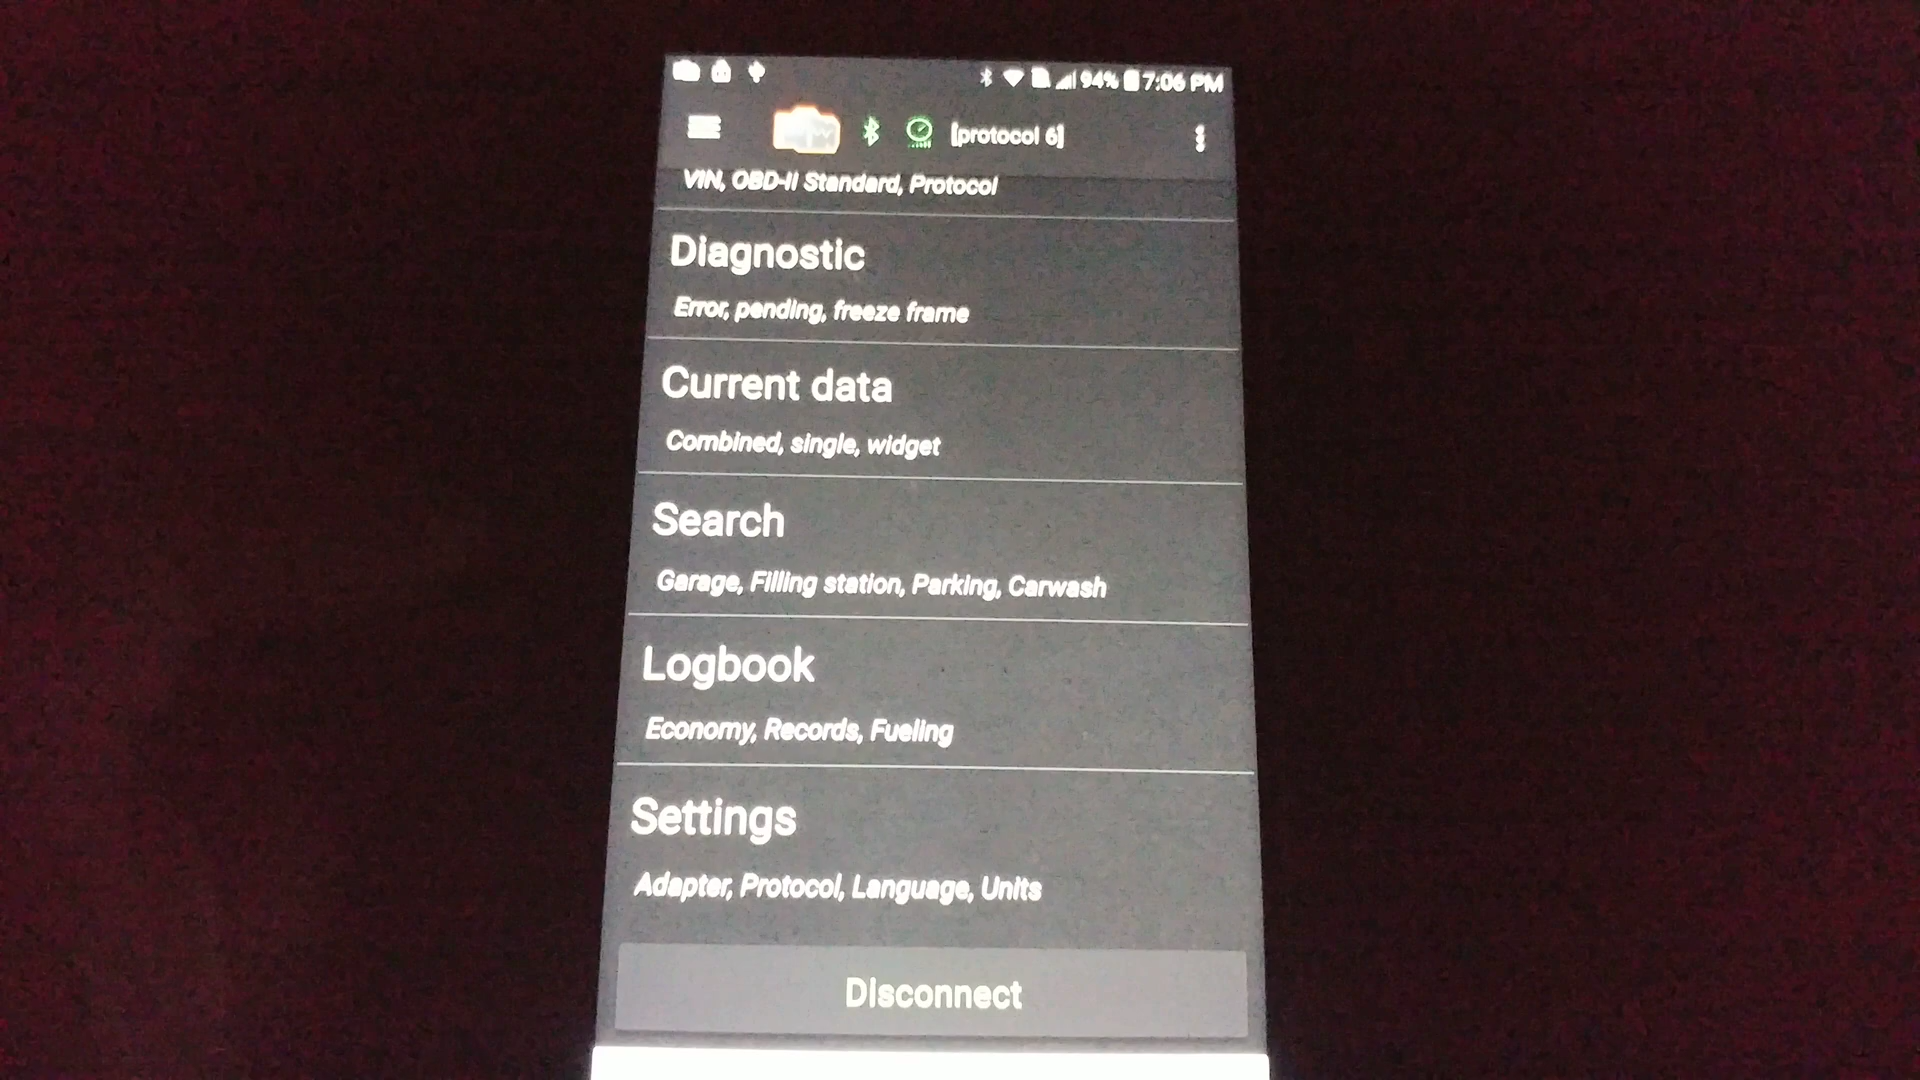 94% 7:06 PM
[protocol 6]
VIN, OBD-II Standard, Protocol
Diagnostic
Error, pending, freeze frame
Current data
Combined, single, widget
Search
Garage, Filling station, Parking, Carwash
Logbook
Economy, Records, Fueling
Settings
Adapter, Protocol, Language, Units
Disconnect